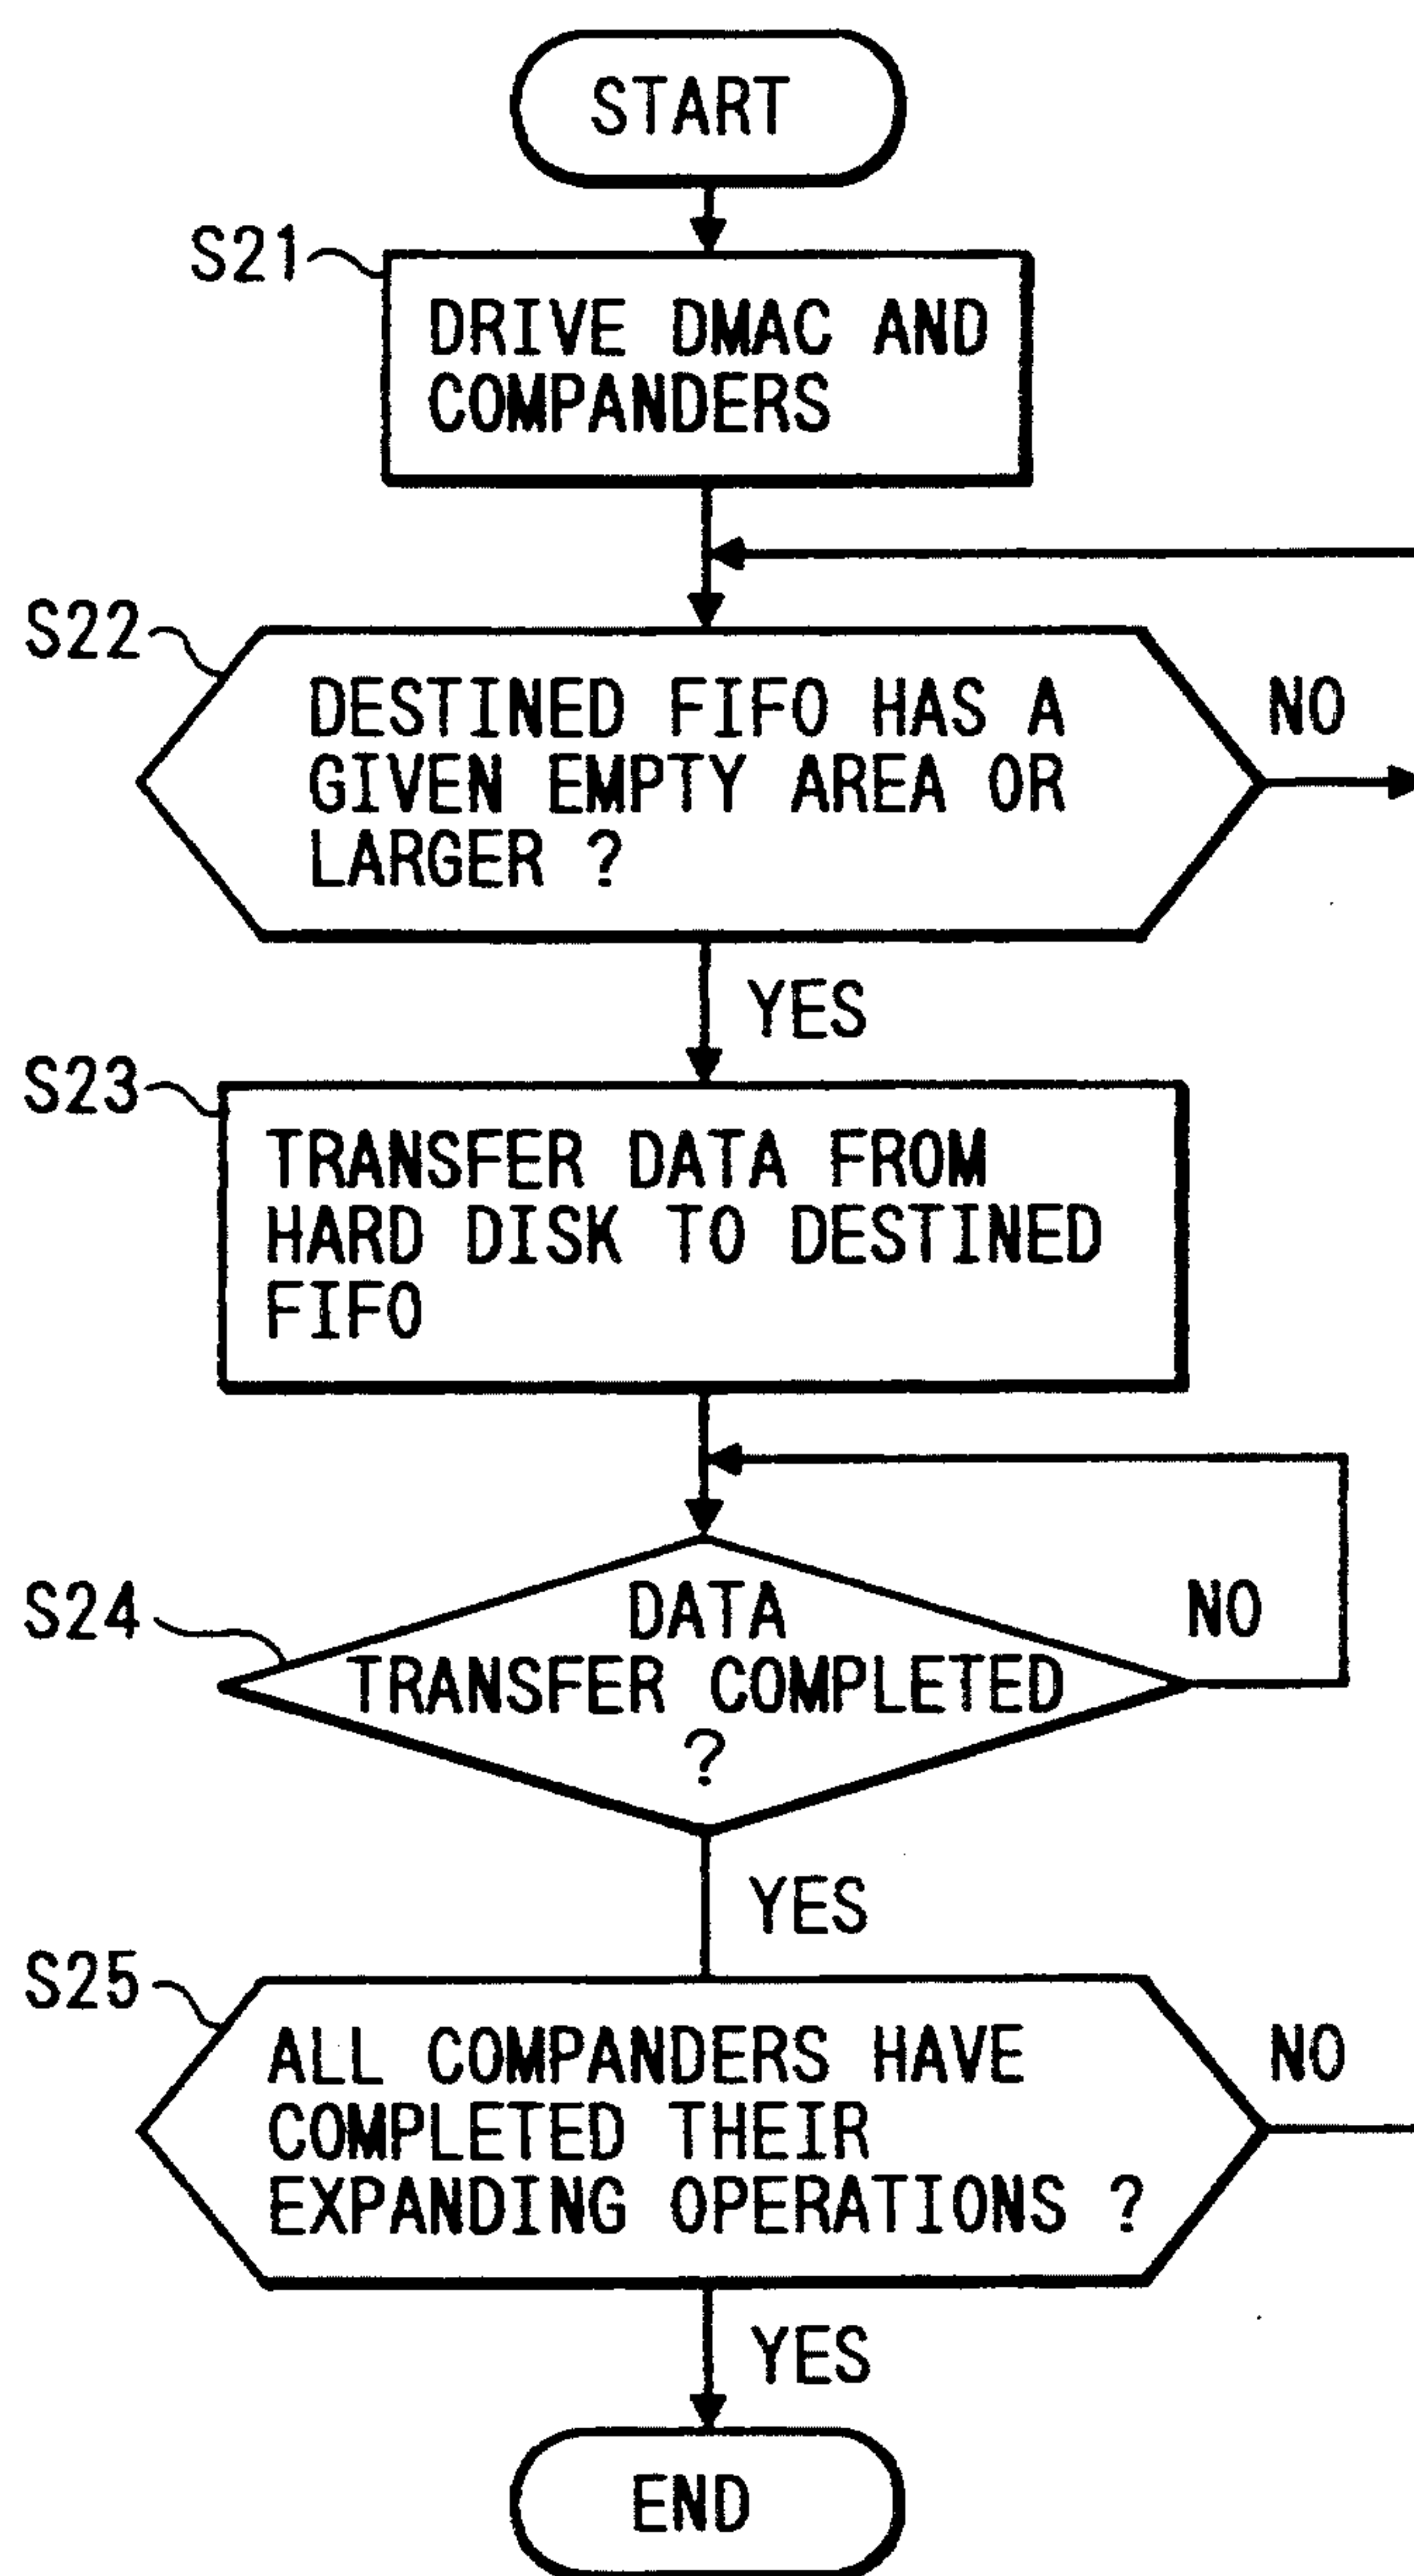 START
S21
DRIVE DMAC AND
COMPANDERS
S22
DESTINED FIFO HAS A
GIVEN EMPTY AREA OR
LARGER ?
NO
YES
S23
TRANSFER DATA FROM
HARD DISK TO DESTINED
FIFO
S24
DATA
TRANSFER COMPLETED
?
NO
YES
S25
ALL COMPANDERS HAVE
COMPLETED THEIR
EXPANDING OPERATIONS ?
NO
YES
END